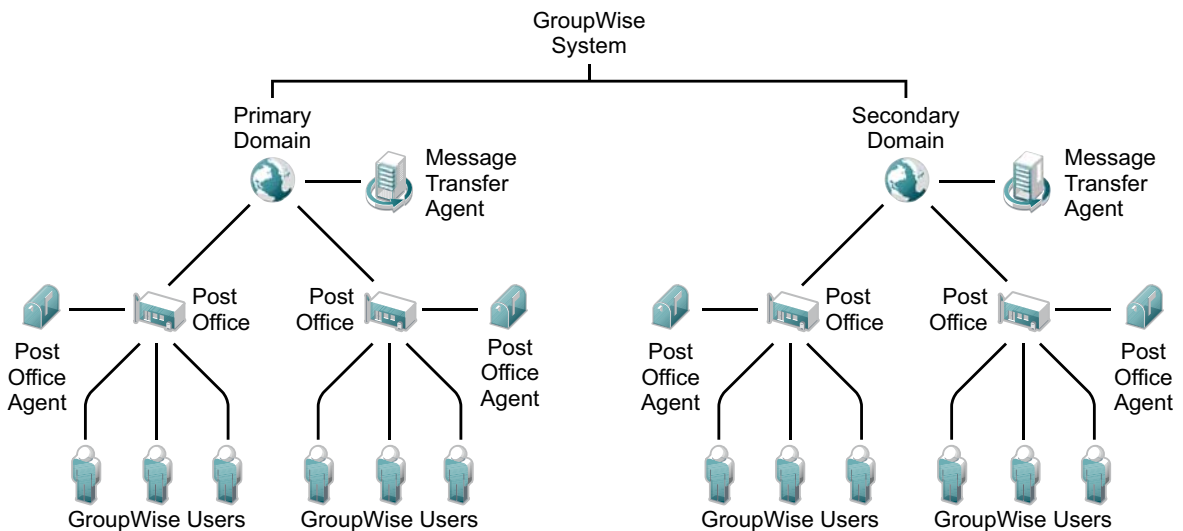 GroupWise
System
Primary
Domain
Message
Transfer
Agent
Secondary
Domain
Message
Transfer
Agent
Post
Office
Post
Office
Agent
Post
Office
Post
Office
Agent
Post
Office
Post
Office
Agent
Post
Office
Post
Office
Agent
GroupWise Users
GroupWise Users
GroupWise Users
GroupWise Users